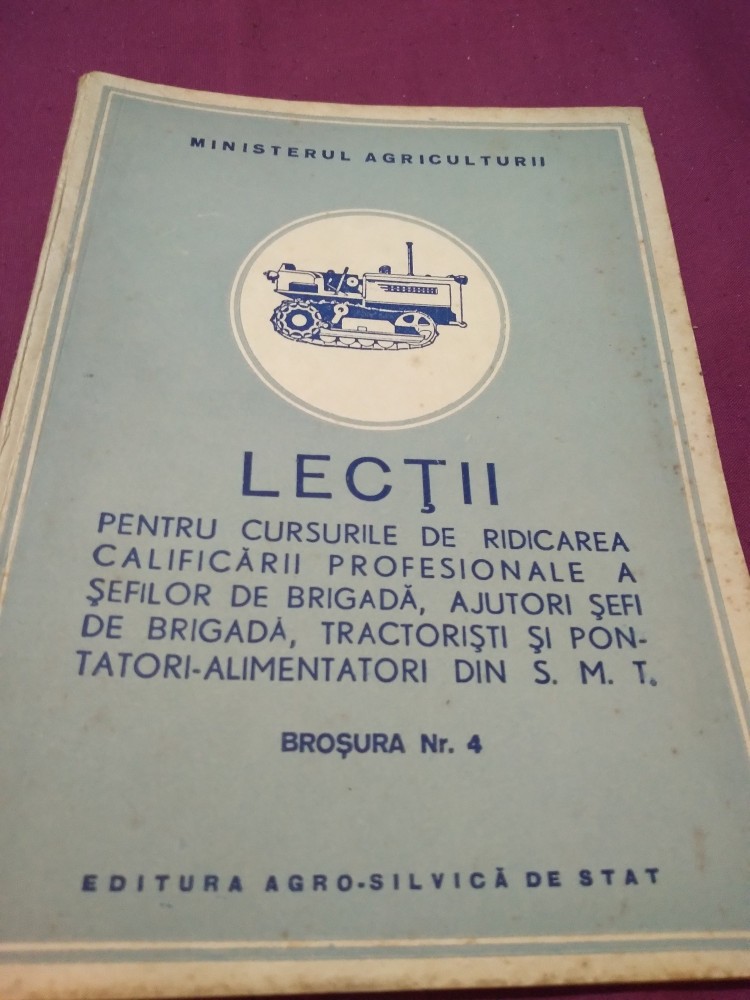 MINISTERUL AGRICULTURII
LECŢII
PENTRU CURSURILE DE RIDICAREA
CALIFICĂRII PROFESIONALE A
ŞEFILOR DE BRIGADĂ, AJUTORI ŞEFI
DE BRIGADĂ, TRACTORIŞTI ŞI PON-
TATORI-ALIMENTATORI DIN S. M. T.
BROŞURA Nr. 4
EDITURA AGRO-SILVICĂ DE STAT